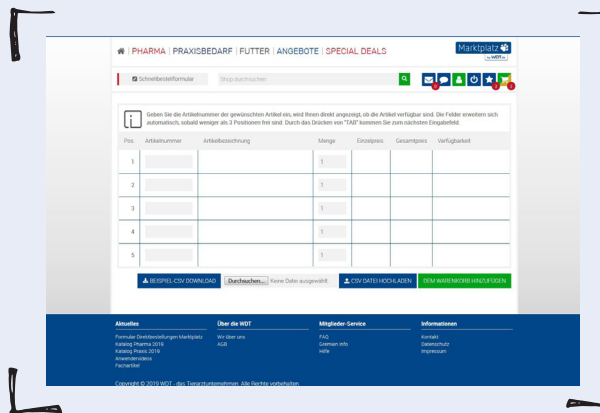 PHARMA | PRAXISBEDARF | FUTTER | ANGEBOTE | SPECIAL DEALS
Marktplatz
by WDT.de
Schnellbestellformular
Shop durchsuchen
Geben Sie die Artikelnummer der gewünschten Artikel ein, wird Ihnen direkt angezeigt, ob die Artikel verfügbar sind. Die Felder erweitern sich
automatisch, sobald weniger als 3 Positionen frei sind. Durch das Drücken von "TAB" kommen Sie zum nächsten Eingabefeld.
Pos. Artikelnummer Artikelbezeichnung Menge Einzelpreis Gesamtpreis Verfügbarkeit
1 1
2 1
3 1
4 1
5 1
BEISPIEL-CSV DOWNLOAD Durchsuchen... Keine Datei ausgewählt. CSV DATEI HOCHLADEN DEM WARENKORB HINZUFÜGEN
Aktuelles Über die WDT Mitglieder-Service Informationen
Formular Direktbestellungen Marktplatz Wir über uns FAQ Kontakt
Katalog Pharma 2019 AGB Gremien Info Datenschutz
Katalog Praxis 2019 Hilfe Impressum
Anwendervideos
Fachartikel
Copyright © 2019 WDT - das Tierarztunternehmen. Alle Rechte vorbehalten.